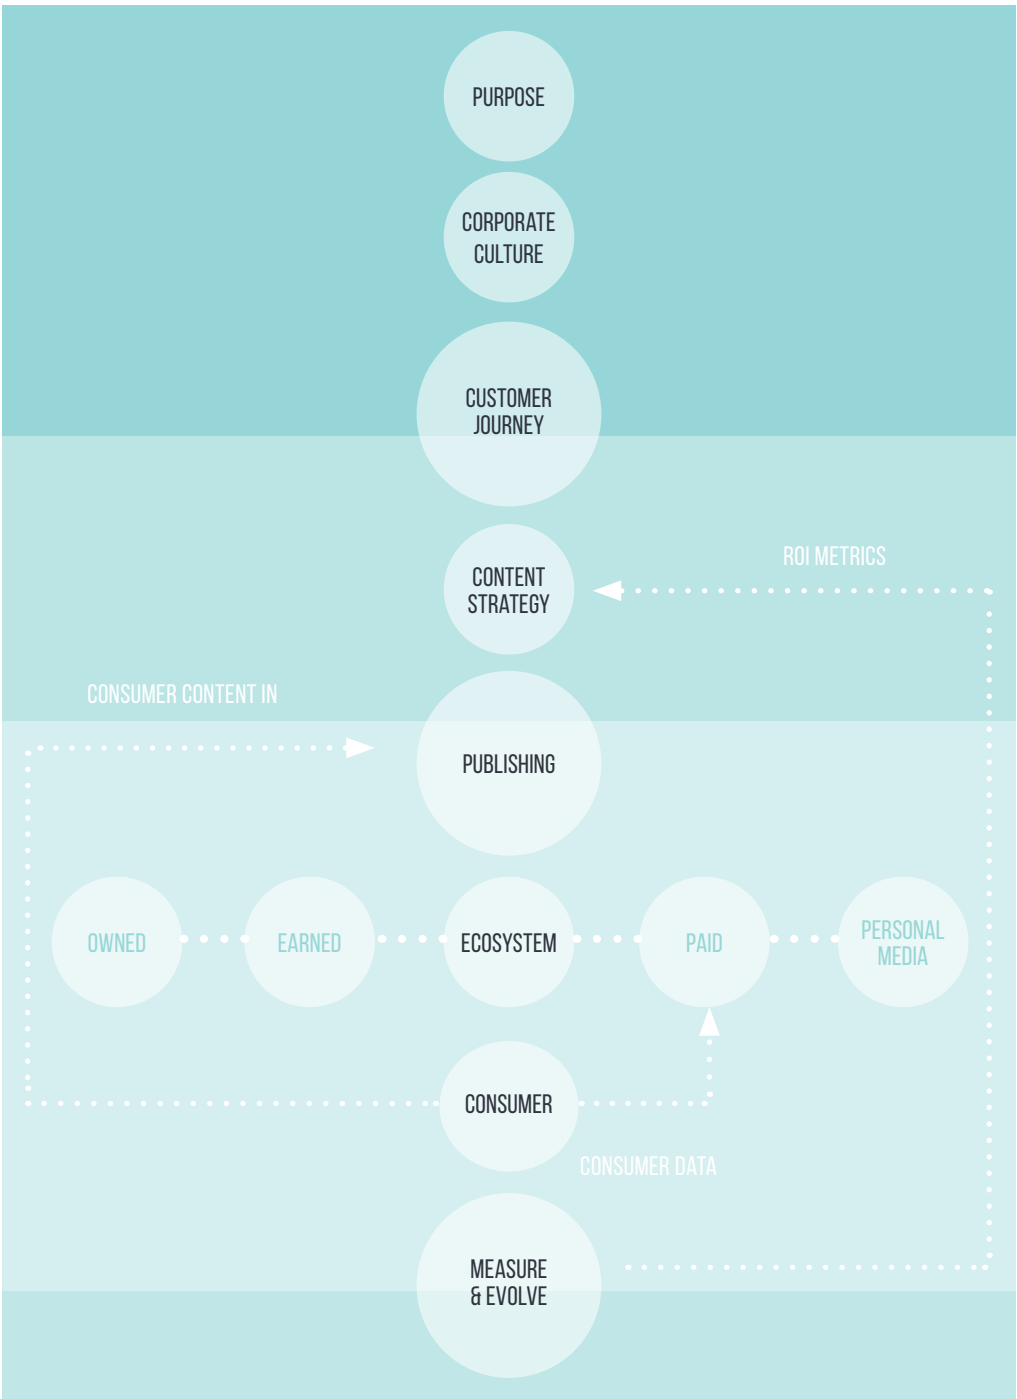 PURPOSE
CORPORATE
CULTURE
CUSTOMER
JOURNEY
ROI METRICS
CONTENT
STRATEGY
CONSUMER CONTENT IN
PUBLISHING
OWNED
EARNED
ECOSYSTEM
PAID
PERSONAL
MEDIA
CONSUMER
CONSUMER DATA
MEASURE
& EVOLVE